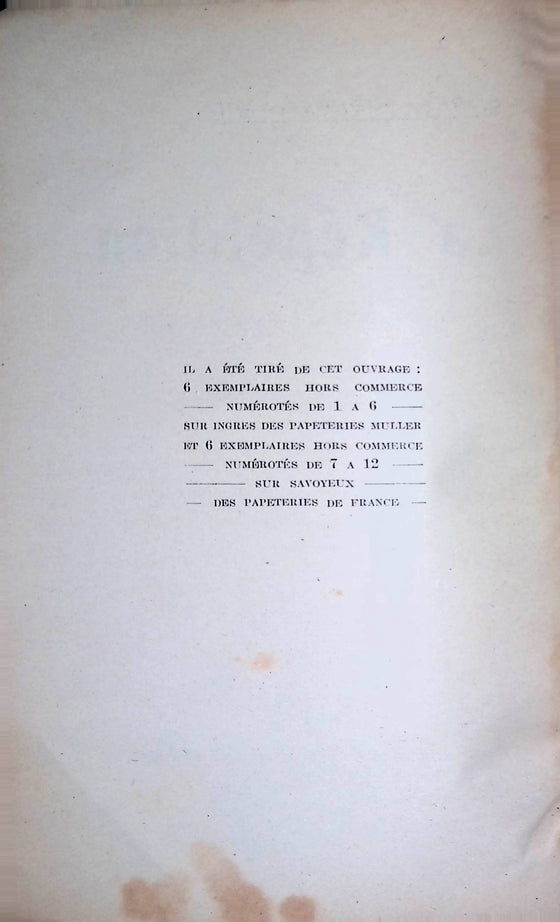 IL A ÉTÉ TIRÉ DE CET OUVRAGE :
6 EXEMPLAIRES HORS COMMERCE
NUMÉROTÉS DE 1 A 6
SUR INGRES DES PAPETERIES MULLER
ET 6 EXEMPLAIRES HORS COMMERCE
NUMÉROTÉS DE 7 A 12
SUR SAVOYEUX
DES PAPETERIES DE FRANCE